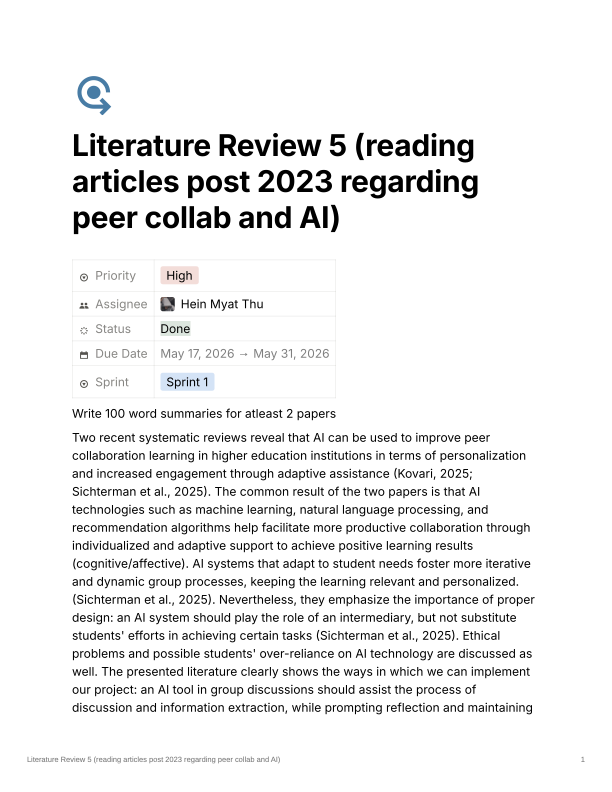 Literature Review 5 (reading
articles post 2023 regarding
peer collab and AI)
Priority High
Assignee Hein Myat Thu
Status Done
Due Date May 17, 2026 → May 31, 2026
Sprint Sprint 1
Write 100 word summaries for atleast 2 papers
Two recent systematic reviews reveal that AI can be used to improve peer
collaboration learning in higher education institutions in terms of personalization
and increased engagement through adaptive assistance (Kovari, 2025;
Sichterman et al., 2025). The common result of the two papers is that AI
technologies such as machine learning, natural language processing, and
recommendation algorithms help facilitate more productive collaboration through
individualized and adaptive support to achieve positive learning results
(cognitive/affective). AI systems that adapt to student needs foster more iterative
and dynamic group processes, keeping the learning relevant and personalized.
(Sichterman et al., 2025). Nevertheless, they emphasize the importance of proper
design: an AI system should play the role of an intermediary, but not substitute
students' efforts in achieving certain tasks (Sichterman et al., 2025). Ethical
problems and possible students' over-reliance on AI technology are discussed as
well. The presented literature clearly shows the ways in which we can implement
our project: an AI tool in group discussions should assist the process of
discussion and information extraction, while prompting reflection and maintaining
Literature Review 5 (reading articles post 2023 regarding peer collab and AI) 1